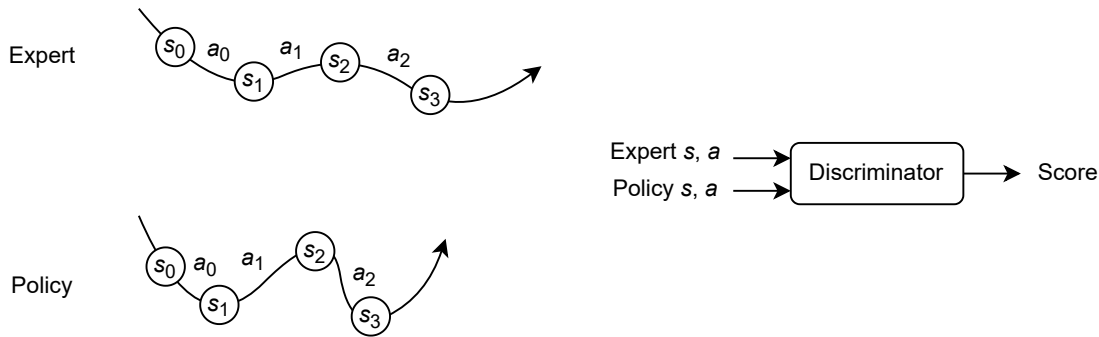 Expert
s0 a0 s1 a1 s2 a2 s3
Policy
s0 a0 s1 a1 s2 a2 s3
Expert s, a
Policy s, a
Discriminator
Score